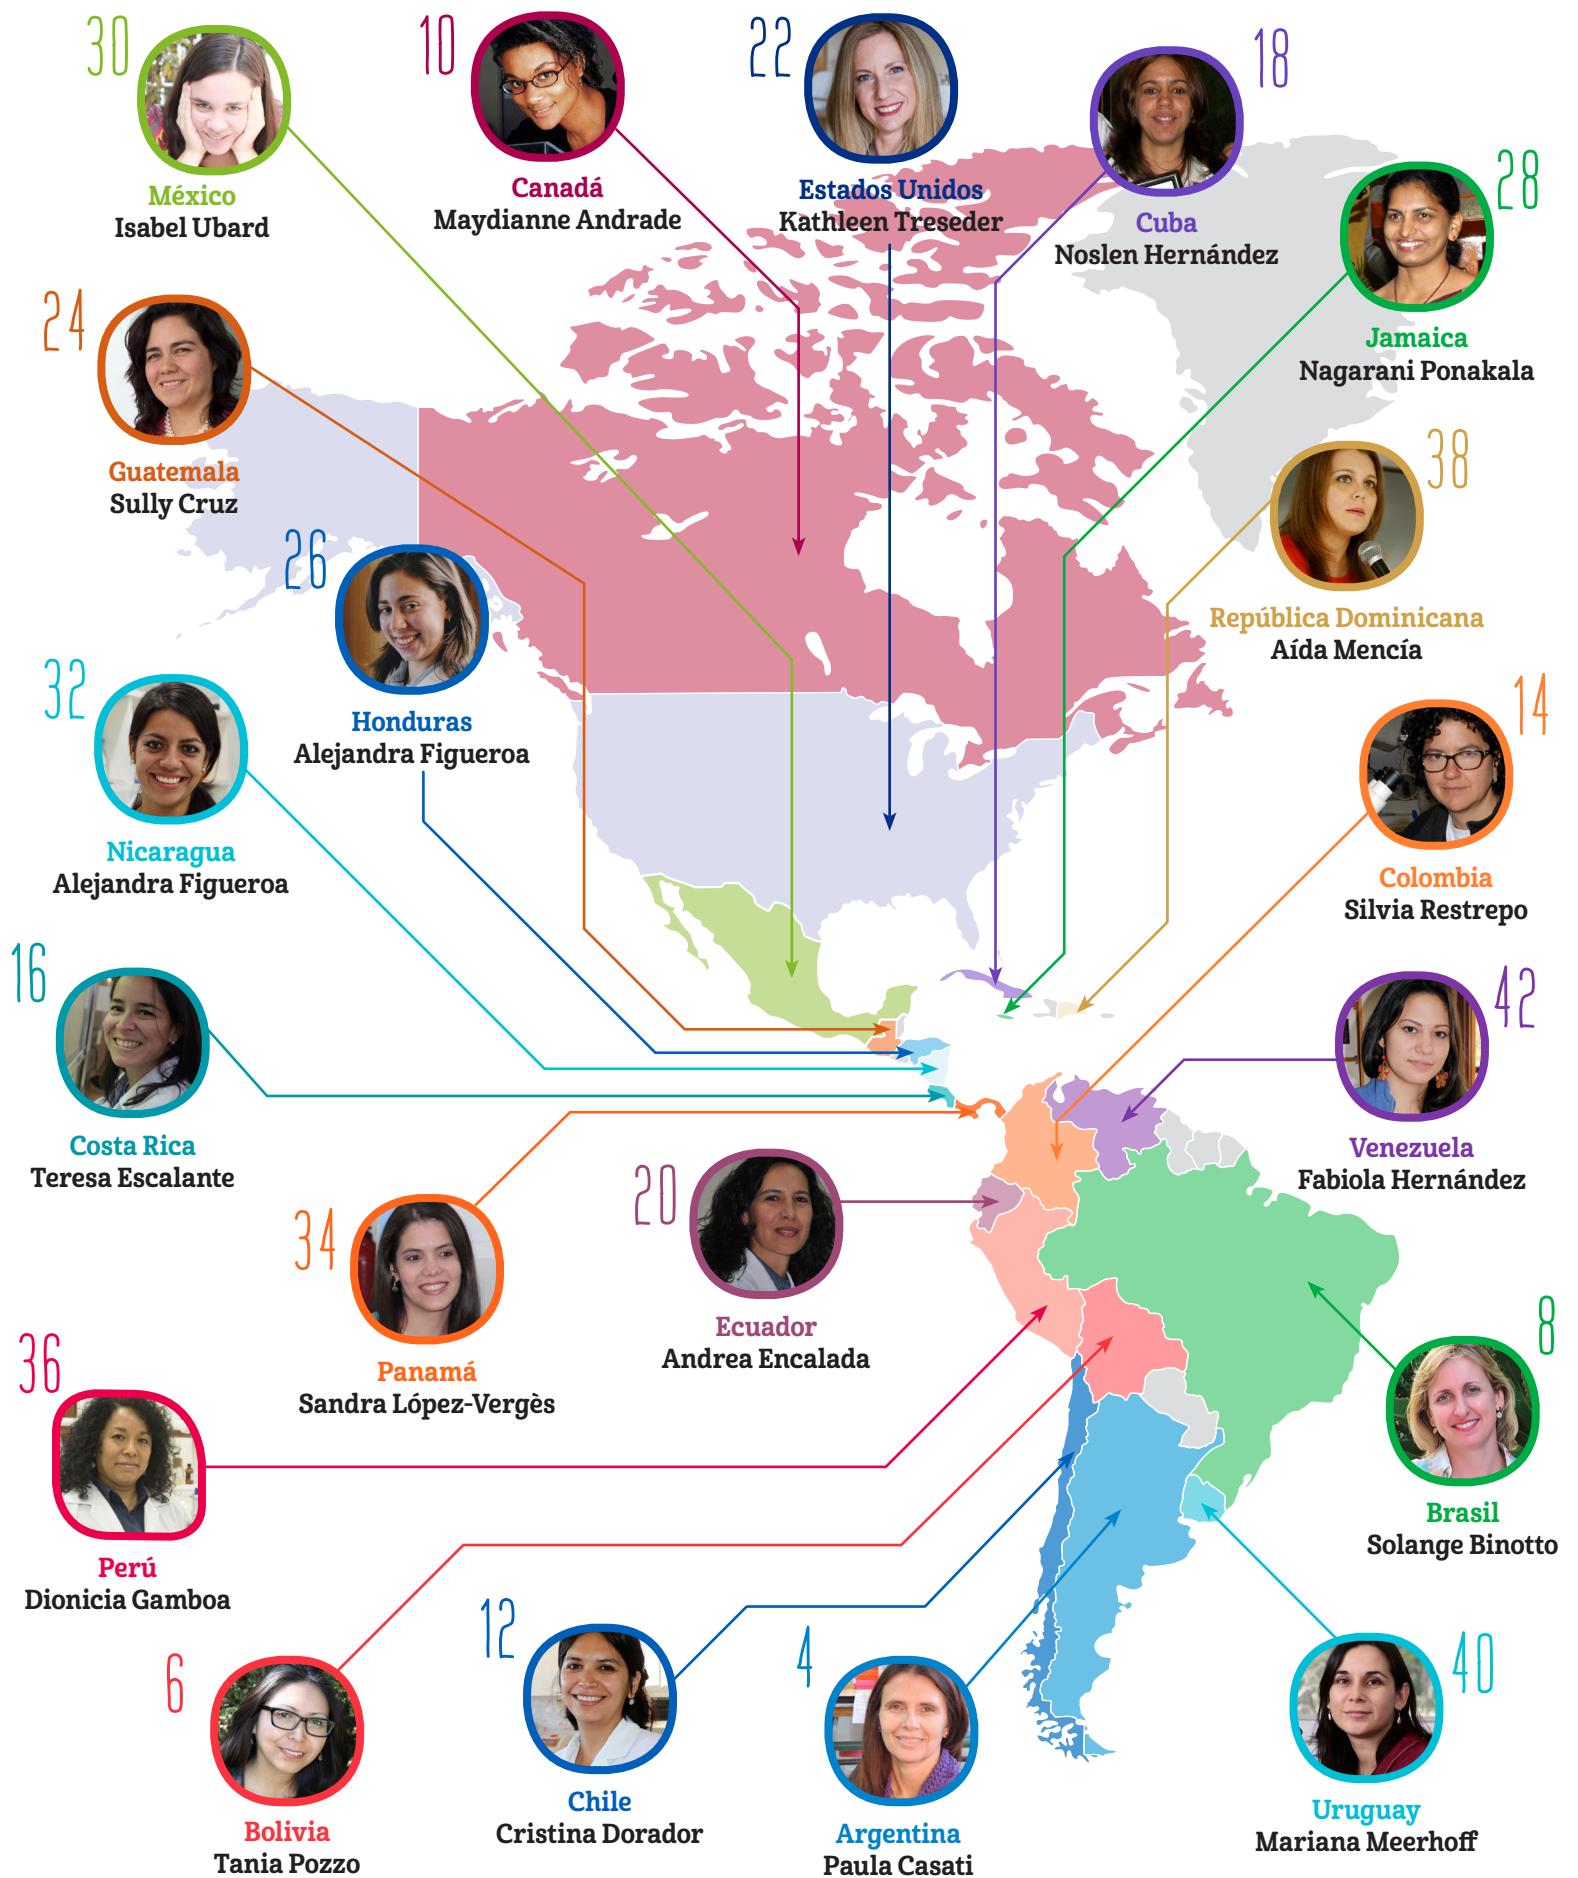 30
México
Isabel Ubard
10
Canadá
Maydianne Andrade
22
Estados Unidos
Kathleen Treseder
18
Cuba
Noslen Hernández
28
Jamaica
Nagarani Ponakala
24
Guatemala
Sully Cruz
38
República Dominicana
Aída Mencía
26
Honduras
Alejandra Figueroa
32
Nicaragua
Alejandra Figueroa
14
Colombia
Silvia Restrepo
16
Costa Rica
Teresa Escalante
42
Venezuela
Fabiola Hernández
34
Panamá
Sandra López-Vergès
20
Ecuador
Andrea Encalada
36
Perú
Dionicia Gamboa
8
Brasil
Solange Binotto
6
Bolivia
Tania Pozzo
12
Chile
Cristina Dorador
4
Argentina
Paula Casati
40
Uruguay
Mariana Meerhoff